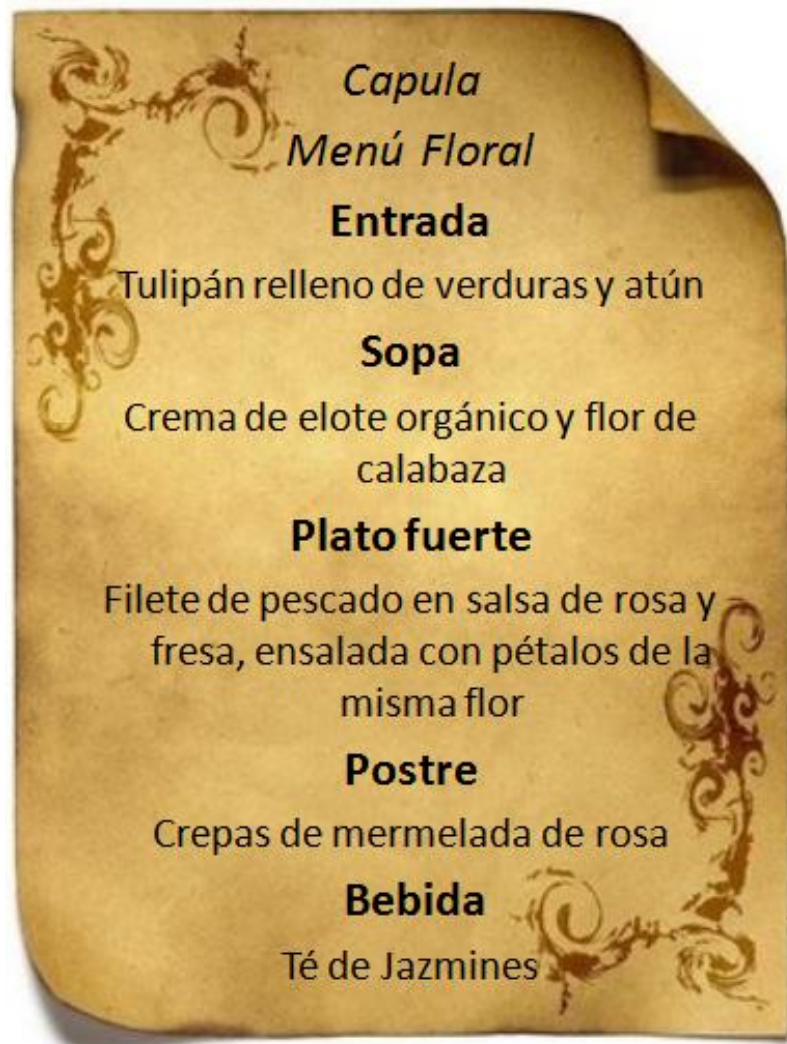 Capula
Menú Floral
Entrada
Tulipán relleno de verduras y atún
Sopa
Crema de elote orgánico y flor de
calabaza
Plato fuerte
Filete de pescado en salsa de rosa y
fresa, ensalada con pétalos de la
misma flor
Postre
Crepas de mermelada de rosa
Bebida
Té de Jazmines